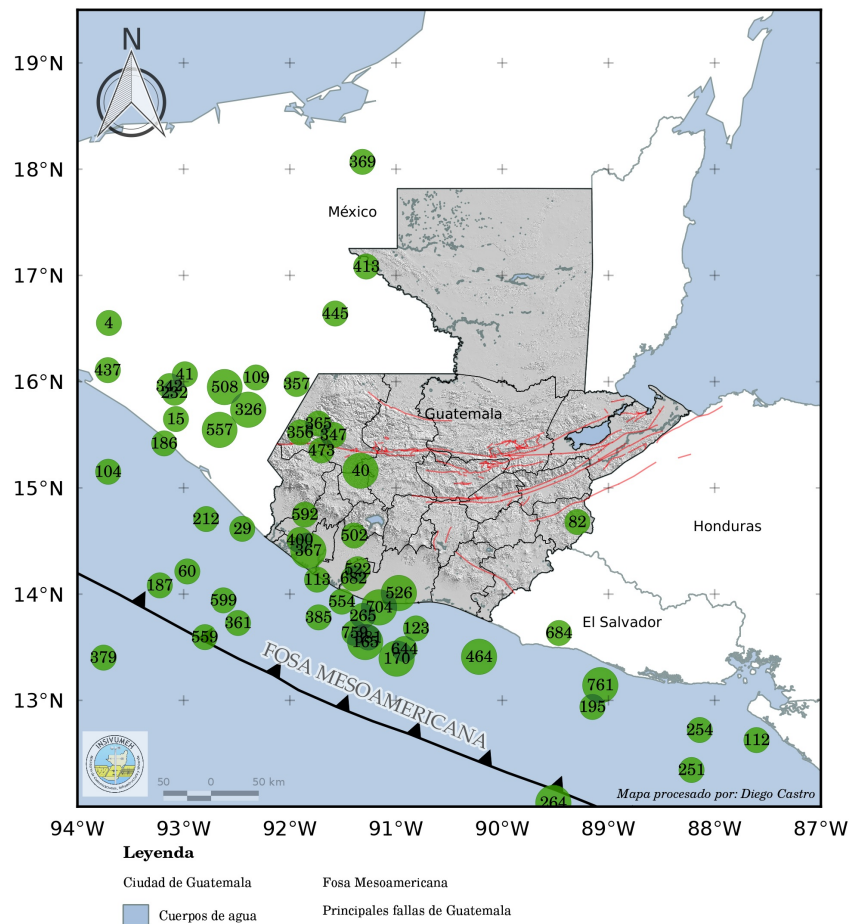 N
19°N
18°N
17°N
16°N
15°N
14°N
13°N
369
México
413
445
4
437
41
342
232
508
109
357
326
15
557
186
365
356
347
473
Guatemala
104
40
212
29
592
502
400
367
82
Honduras
60
187
113
522
682
599
554
526
704
385
265
361
559
123
684
El Salvador
379
644
170
464
FOSA MESOAMERICANA
761
195
254
112
251
264
INSIVUMEH
50 0 50 km
Mapa procesado por: Diego Castro
94°W 93°W 92°W 91°W 90°W 89°W 88°W 87°W
Leyenda
Ciudad de Guatemala
Fosa Mesoamericana
Cuerpos de agua
Principales fallas de Guatemala